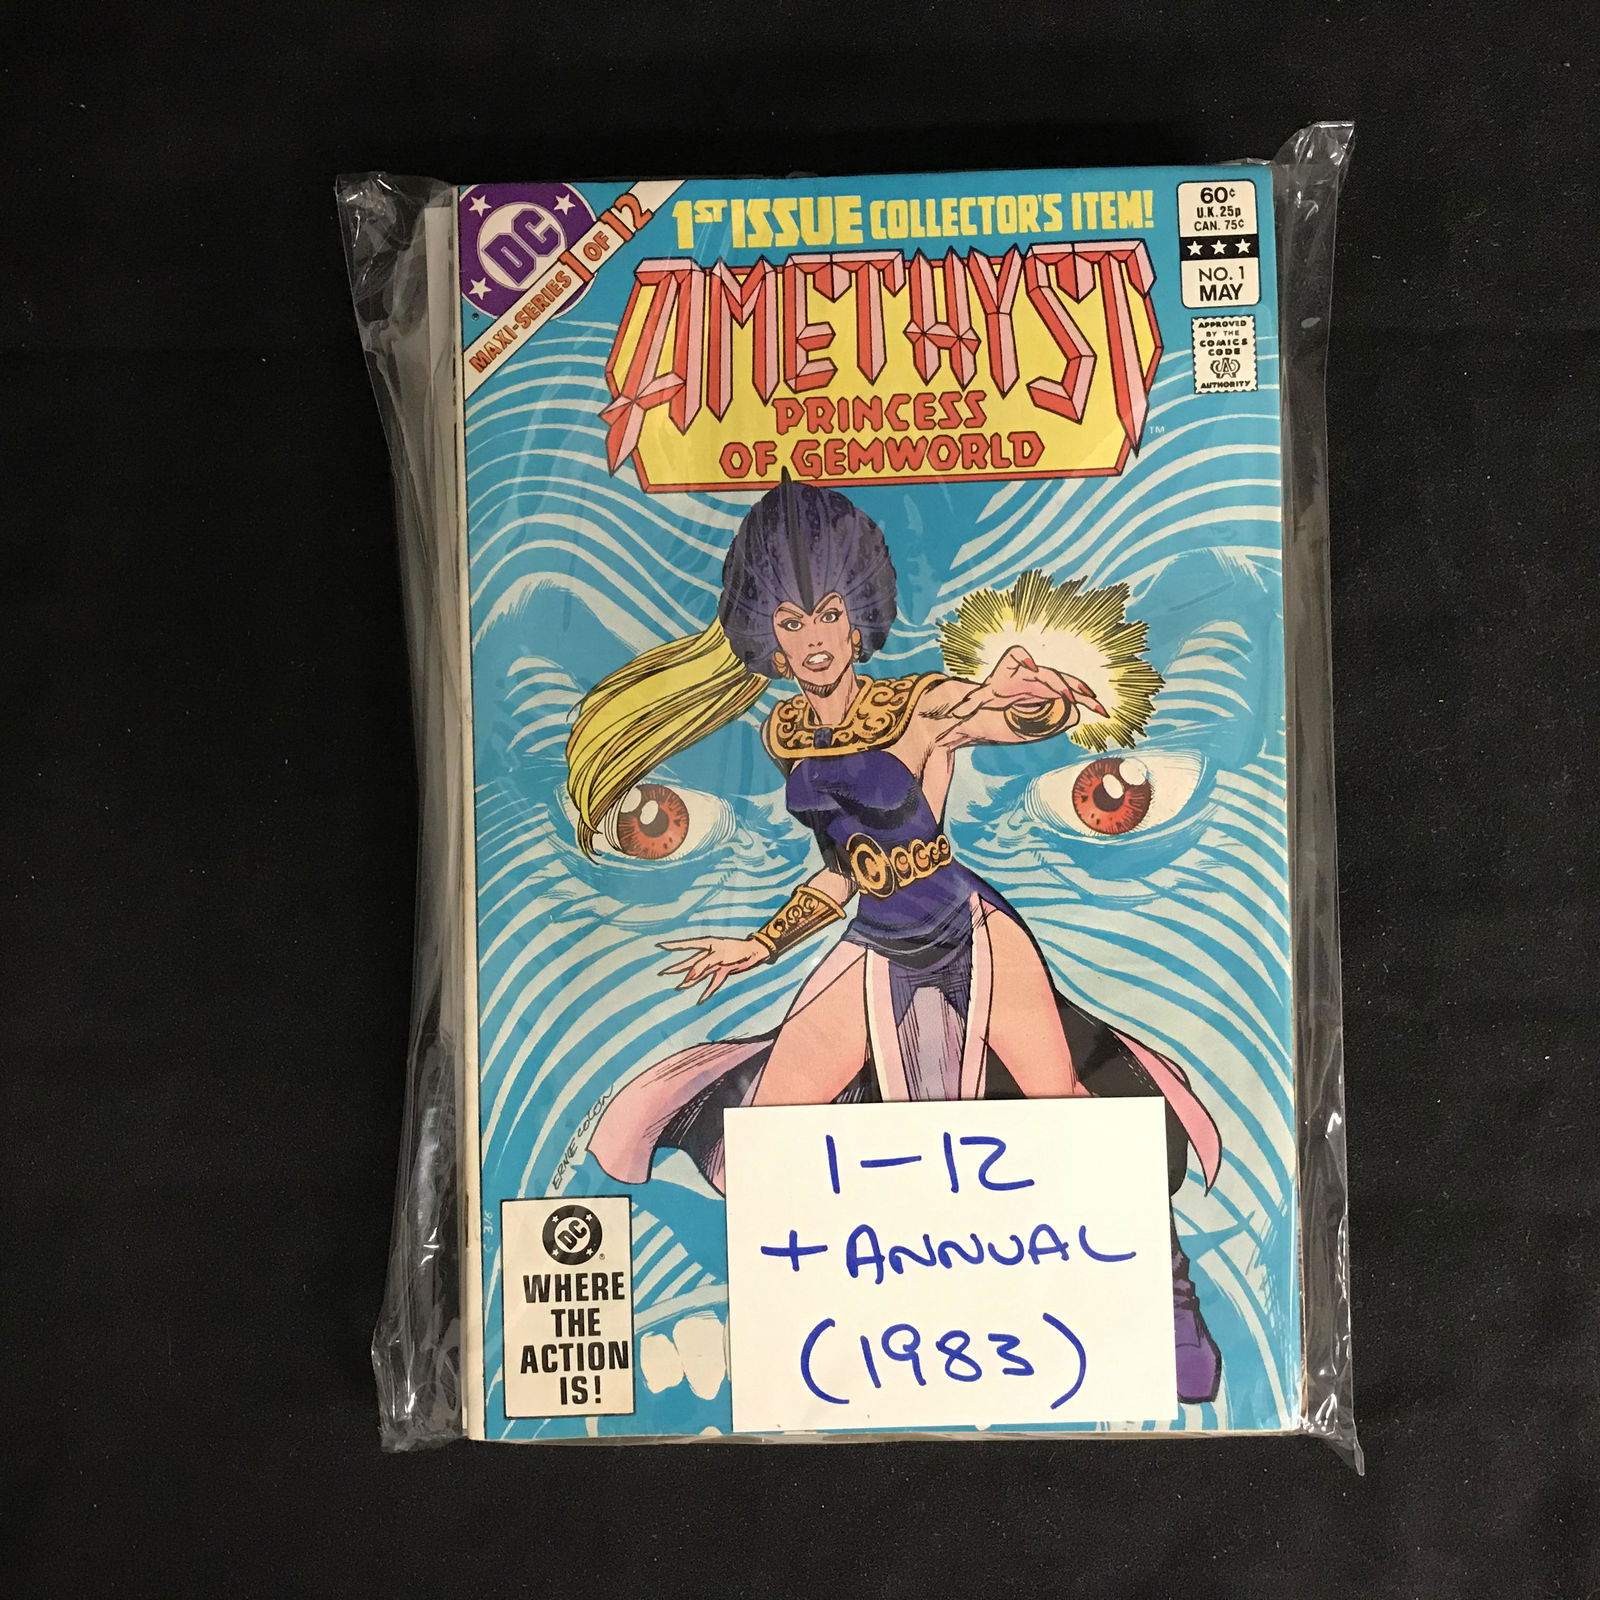 DC
MAXI-SERIES 1 OF 12
1ST ISSUE COLLECTOR'S ITEM!
AMETHYST
PRINCESS
OF GEMWORLD
TM
60¢
U.K. 25p
CAN. 75¢
NO. 1
MAY
APPROVED
BY THE
COMICS
CODE
AUTHORITY
ERNIE COLON
DC
WHERE
THE
ACTION
IS!
1-12
+ ANNUAL
(1983)